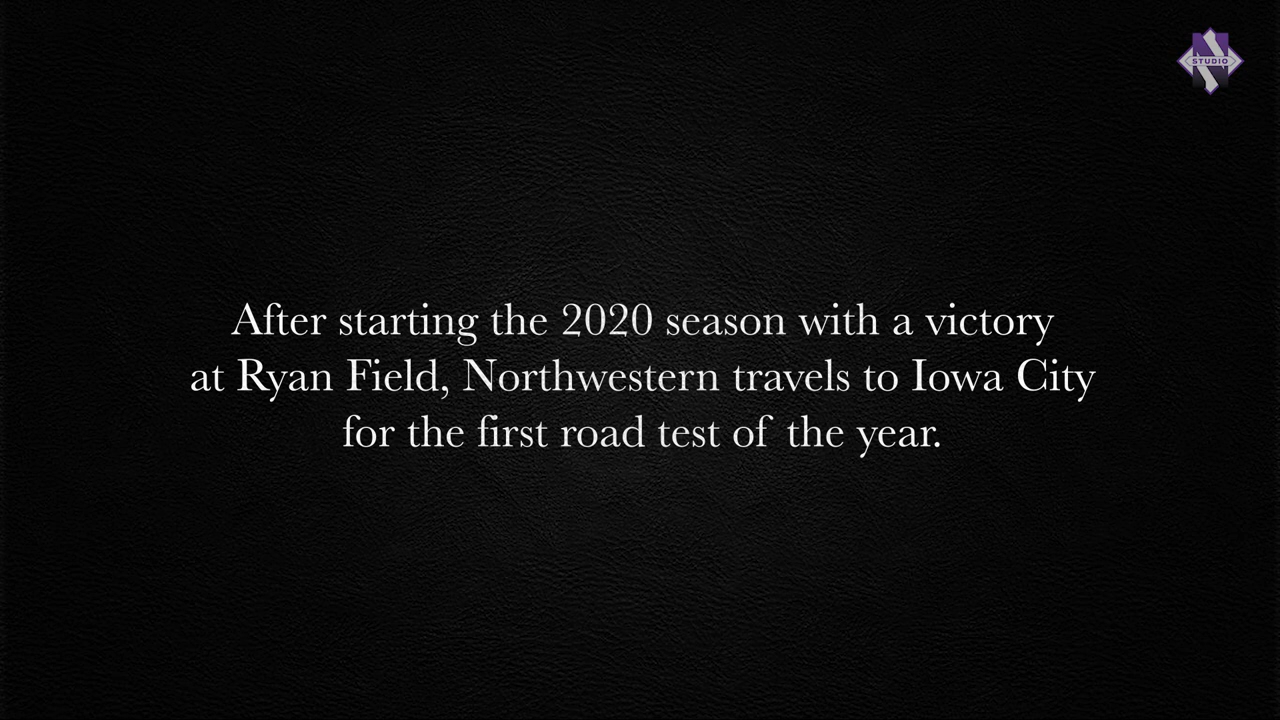 STUDIO
After starting the 2020 season with a victory
at Ryan Field, Northwestern travels to Iowa City
for the first road test of the year.